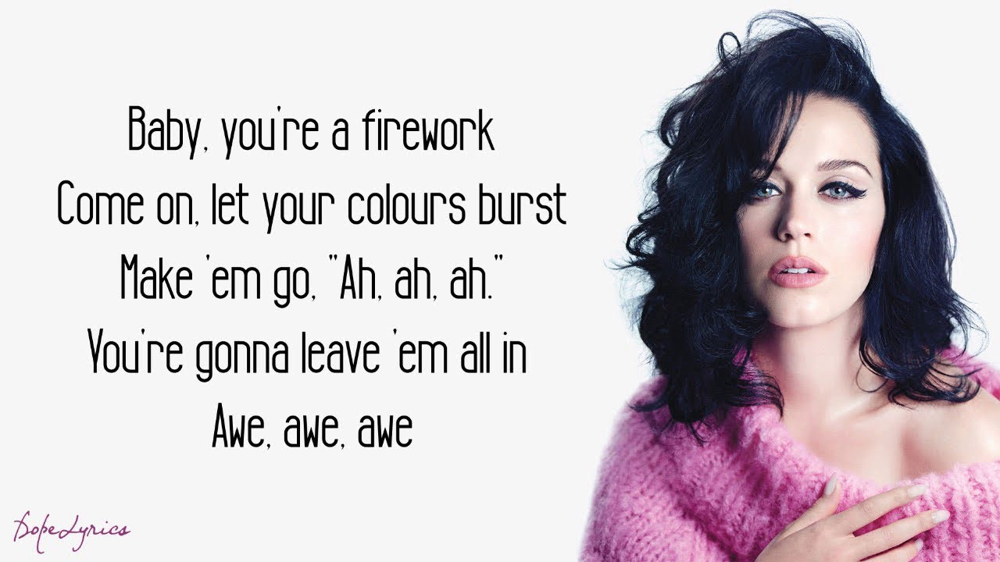 Baby, you're a firework
Come on, let your colours burst
Make 'em go, "Ah, ah, ah."
You're gonna leave 'em all in
Awe, awe, awe
DopeLyrics